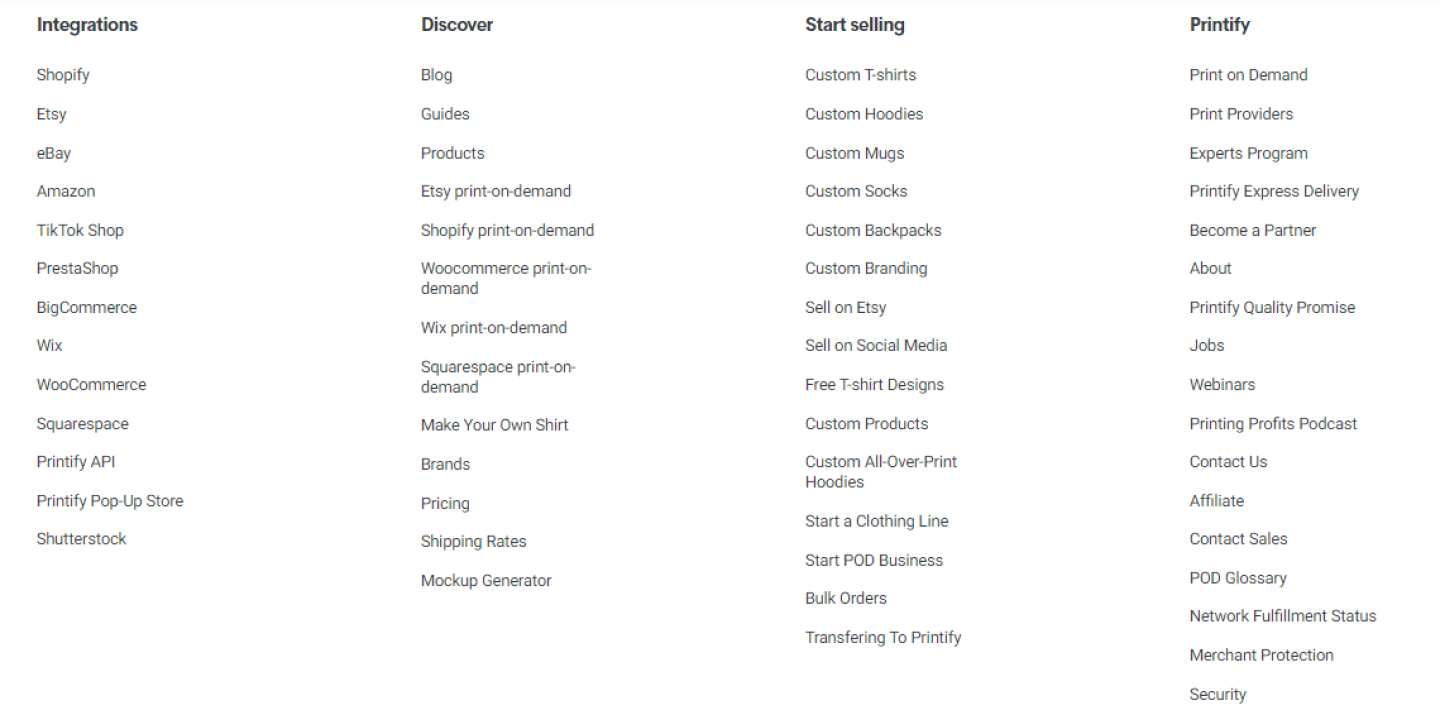 Integrations
Shopify
Etsy
eBay
Amazon
TikTok Shop
PrestaShop
BigCommerce
Wix
WooCommerce
Squarespace
Printify API
Printify Pop-Up Store
Shutterstock
Discover
Blog
Guides
Products
Etsy print-on-demand
Shopify print-on-demand
Woocommerce print-on-
demand
Wix print-on-demand
Squarespace print-on-
demand
Make Your Own Shirt
Brands
Pricing
Shipping Rates
Mockup Generator
Start selling
Custom T-shirts
Custom Hoodies
Custom Mugs
Custom Socks
Custom Backpacks
Custom Branding
Sell on Etsy
Sell on Social Media
Free T-shirt Designs
Custom Products
Custom All-Over-Print
Hoodies
Start a Clothing Line
Start POD Business
Bulk Orders
Transfering To Printify
Printify
Print on Demand
Print Providers
Experts Program
Printify Express Delivery
Become a Partner
About
Printify Quality Promise
Jobs
Webinars
Printing Profits Podcast
Contact Us
Affiliate
Contact Sales
POD Glossary
Network Fulfillment Status
Merchant Protection
Security